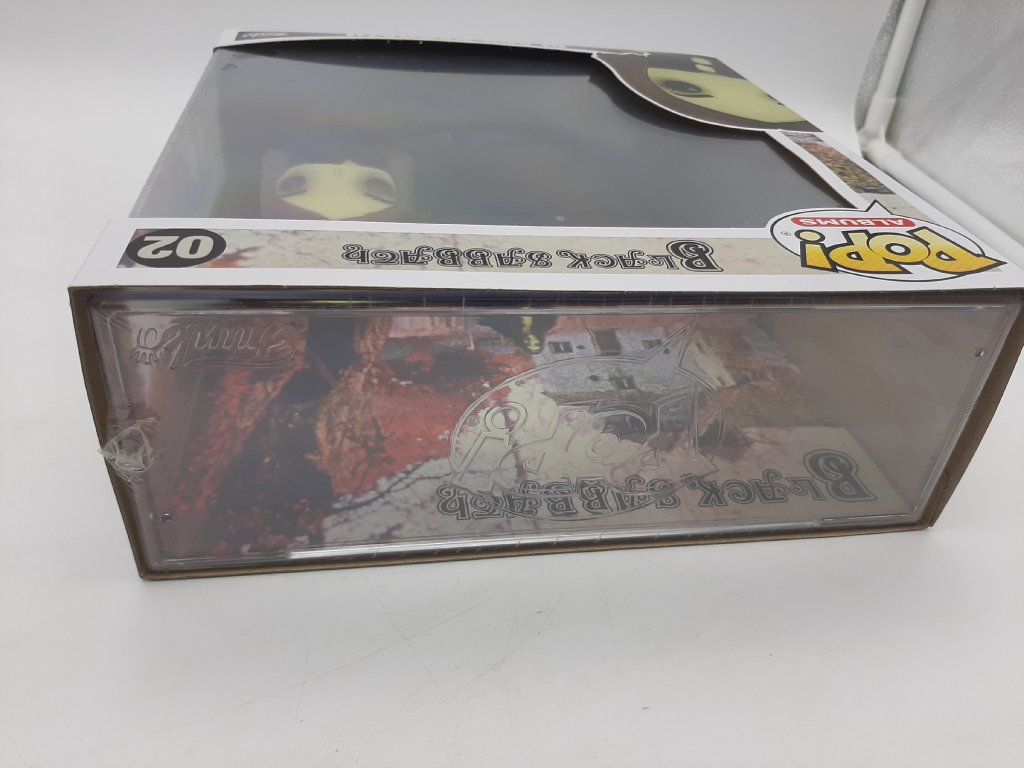 POP!
®
ALBUMS
BLACK SABBATH
02
BLACK SABBATH
POP!
Funko